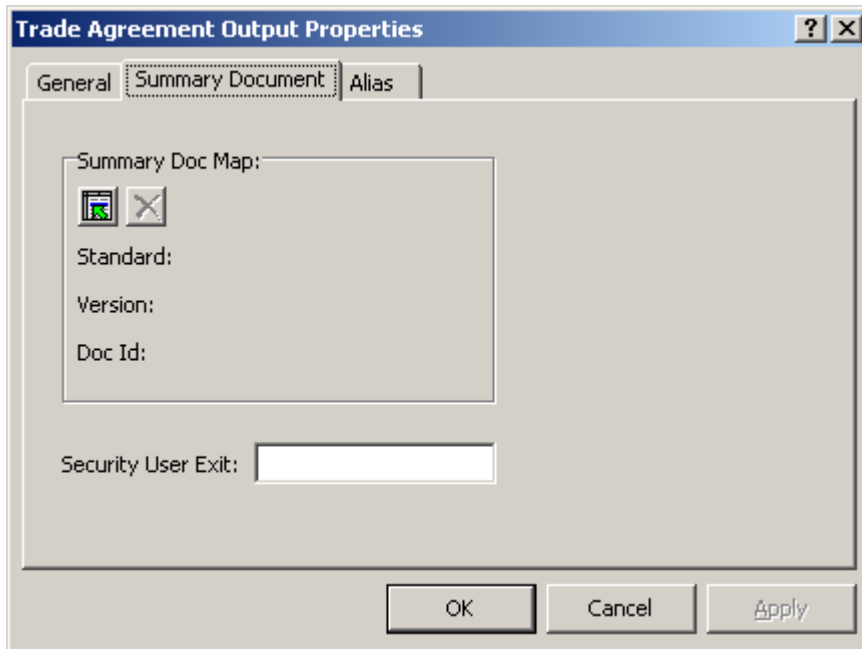 Trade Agreement Output Properties
General Summary Document Alias
Summary Doc Map:
Standard:
Version:
Doc Id:
Security User Exit:
OK Cancel Apply